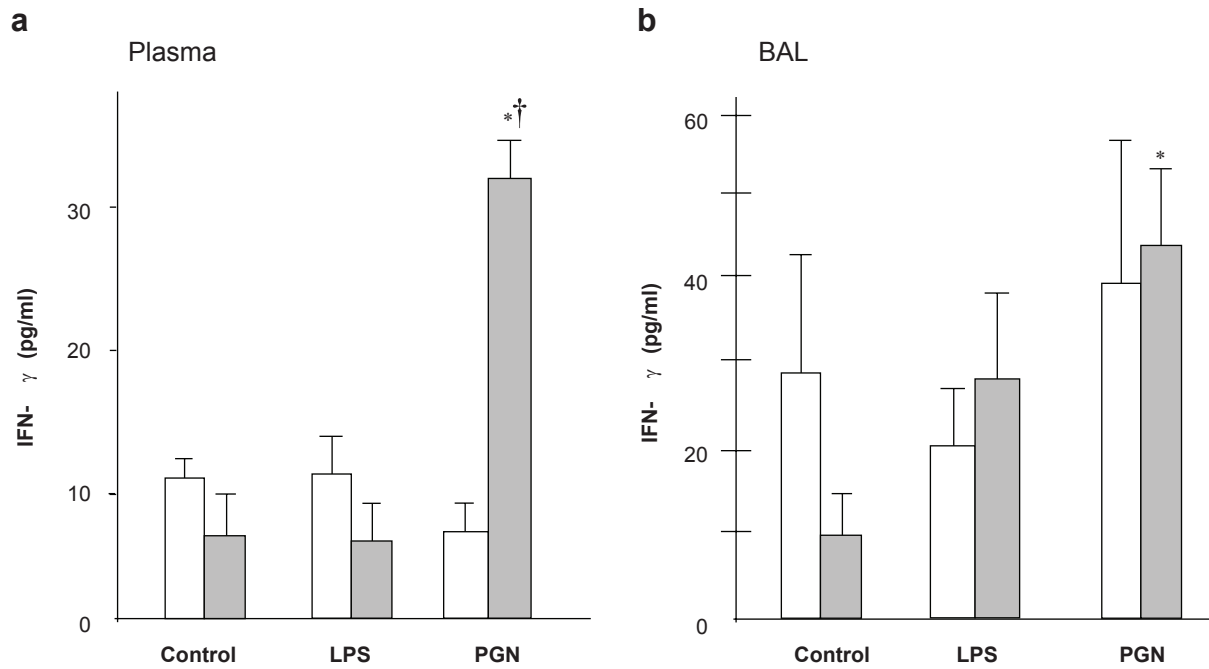 a
Plasma
*†
30
20
10
0
IFN- γ (pg/ml)
Control LPS PGN
b
BAL
60
*
40
20
0
IFN- γ (pg/ml)
Control LPS PGN